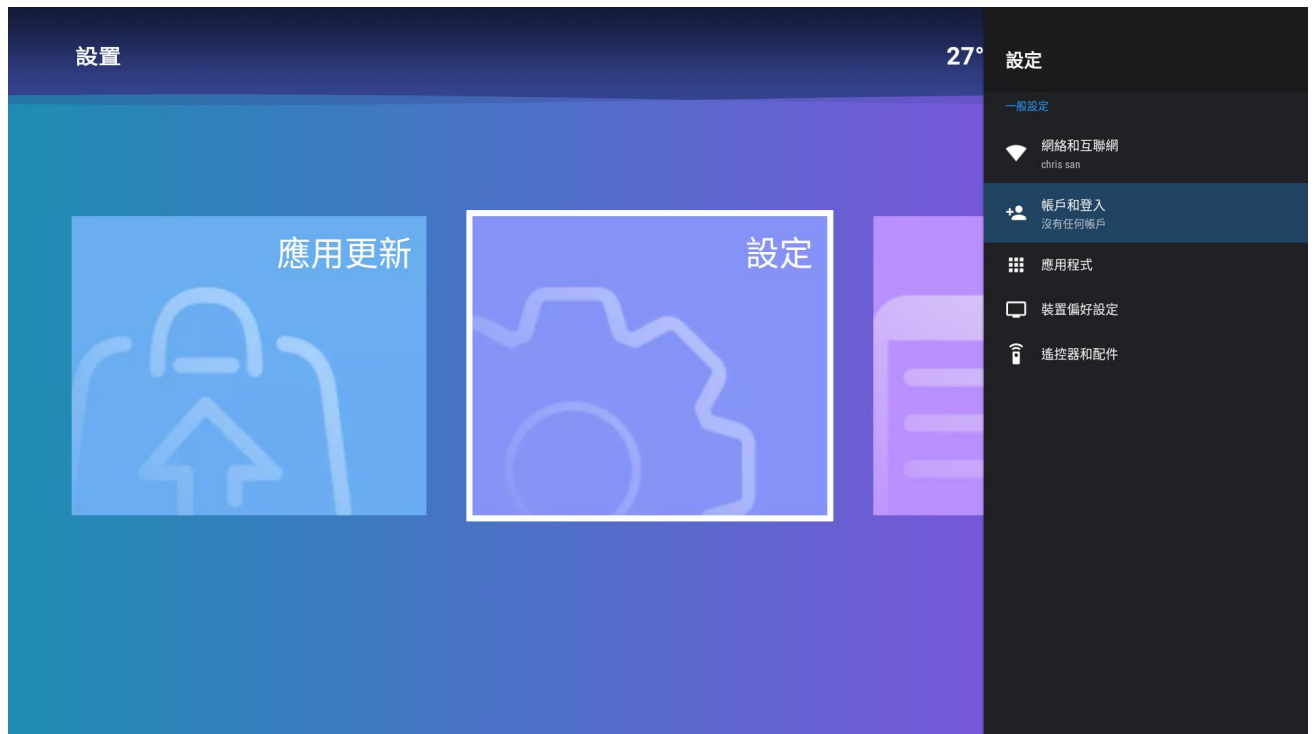 設置
27°
應用更新
設定
設定
一般設定
網絡和互聯網
chris san
帳戶和登入
沒有任何帳戶
應用程式
裝置偏好設定
遙控器和配件